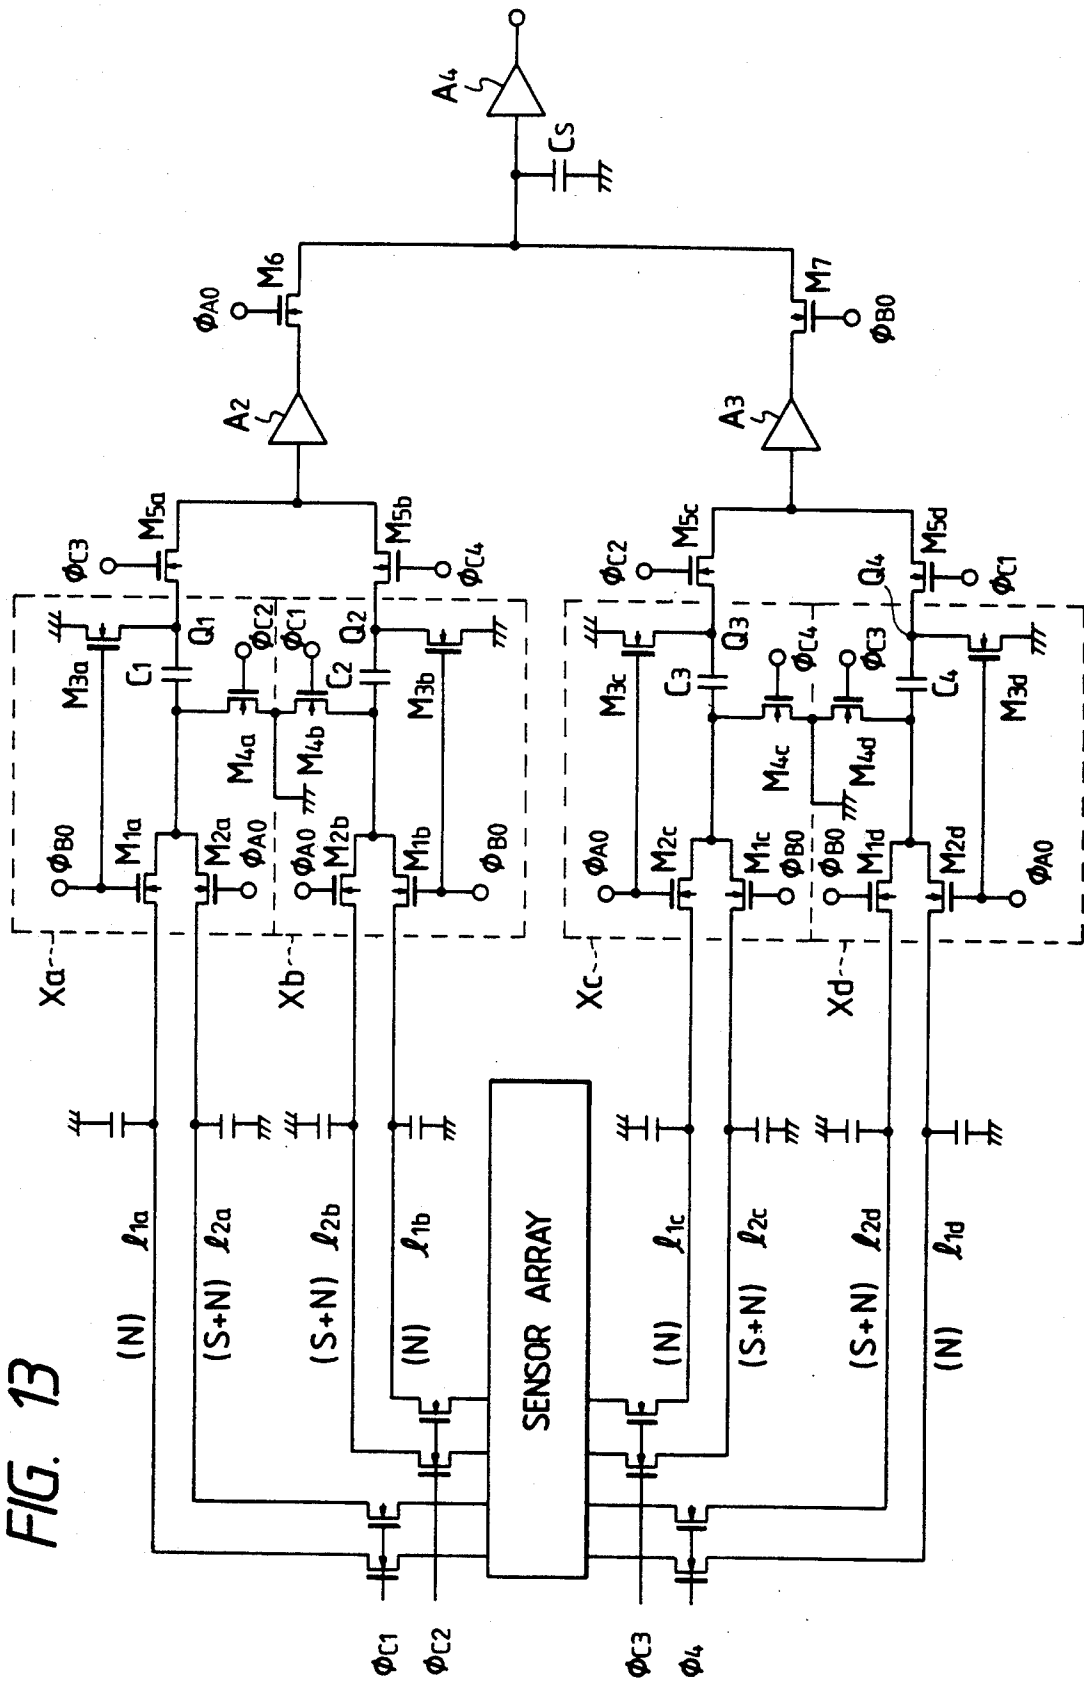 FIG. 13
A4
Cs
M6
ϕA0
M7
ϕB0
A2
A3
ϕC3
M5a
M5b
ϕC4
ϕC2
M5c
M5d
ϕC1
Q1
M3a
C1
ϕC2
ϕC1
Q2
M4a
M4b
C2
M3b
ϕB0
M1a
M2a
ϕA0
ϕA0
M2b
M1b
ϕB0
Xa
Xb
Q3
M3c
C3
ϕC4
ϕC3
Q4
M4c
M4d
C4
M3d
ϕA0
M2c
M1c
ϕB0
ϕB0
M1d
M2d
ϕA0
Xc
Xd
(N) ℓ1a
(S+N) ℓ2a
(S+N) ℓ2b
(N) ℓ1b
SENSOR ARRAY
(N) ℓ1c
(S+N) ℓ2c
(S+N) ℓ2d
(N) ℓ1d
ϕC1
ϕC2
ϕC3
ϕ4